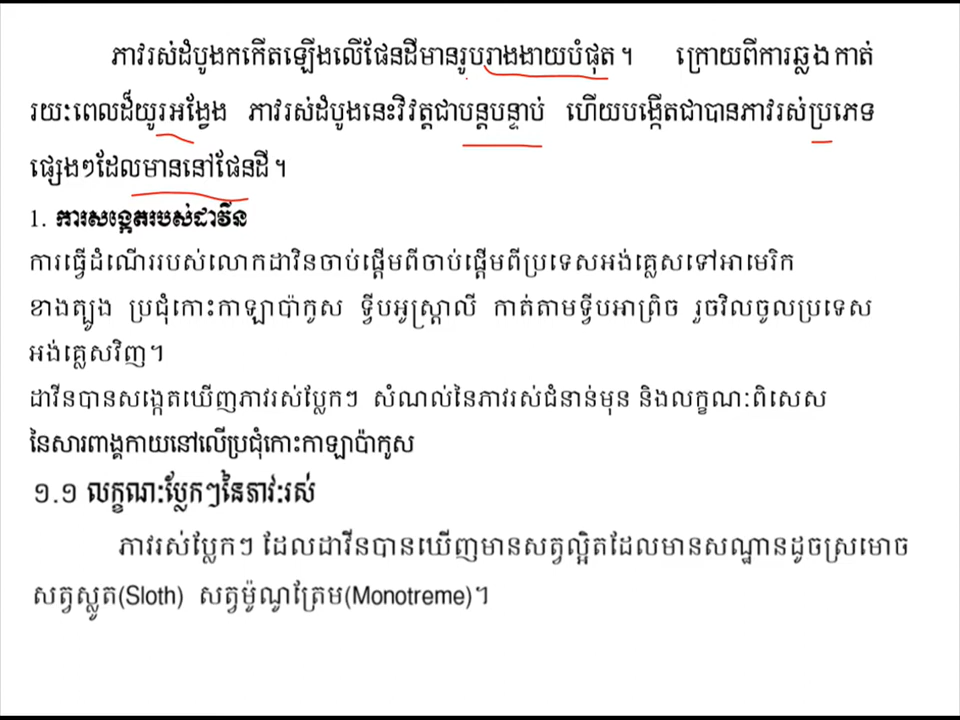 ភាវរស់ដំបូងកកើតឡើងលើផែនដីមានរូបរាងងាយបំផុត។ ក្រោយពីការឆ្លងកាត់
រយៈពេលដ៏យូរអង្វែង ភាវរស់ដំបូងនេះវិវត្តជាបន្តបន្ទាប់ ហើយបង្កើតជាបានភាវរស់ប្រភេទ
ផ្សេងៗដែលមាននៅផែនដី។
1. ការសង្កេតរបស់ដាវីន
ការធ្វើដំណើររបស់លោកដាវិនចាប់ផ្ដើមពីចាប់ផ្ដើមពីប្រទេសអង់គ្លេសទៅអាមេរិក
ខាងត្បូង ប្រជុំកោះកាឡាប៉ាកូស ទ្វីបអូស្ត្រាលី កាត់តាមទ្វីបអាព្រិច រួចវិលចូលប្រទេស
អង់គ្លេសវិញ។
ដាវីនបានសង្កេតឃើញភាវរស់ប្លែកៗ សំណល់នៃភាវរស់ជំនាន់មុន និងលក្ខណៈពិសេស
នៃសារពាង្គកាយនៅលើប្រជុំកោះកាឡាប៉ាកូស
១.១ លក្ខណៈប្លែកៗនៃភាវៈរស់
ភាវរស់ប្លែកៗ ដែលដាវីនបានឃើញមានសត្វល្អិតដែលមានសណ្ឋានដូចស្រមោច
សត្វស្លូត(Sloth) សត្វម៉ូណូត្រែម(Monotreme)។